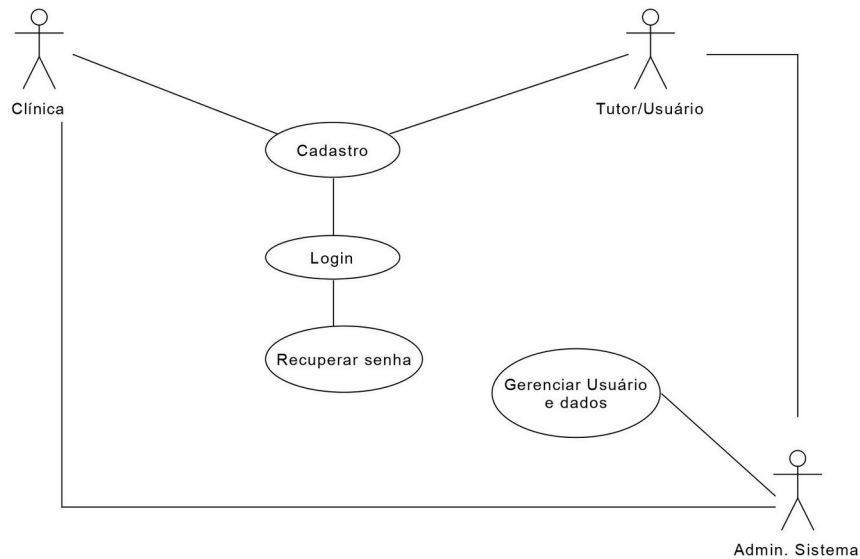 Clínica
Tutor/Usuário
Cadastro
Login
Recuperar senha
Gerenciar Usuário
e dados
Admin. Sistema